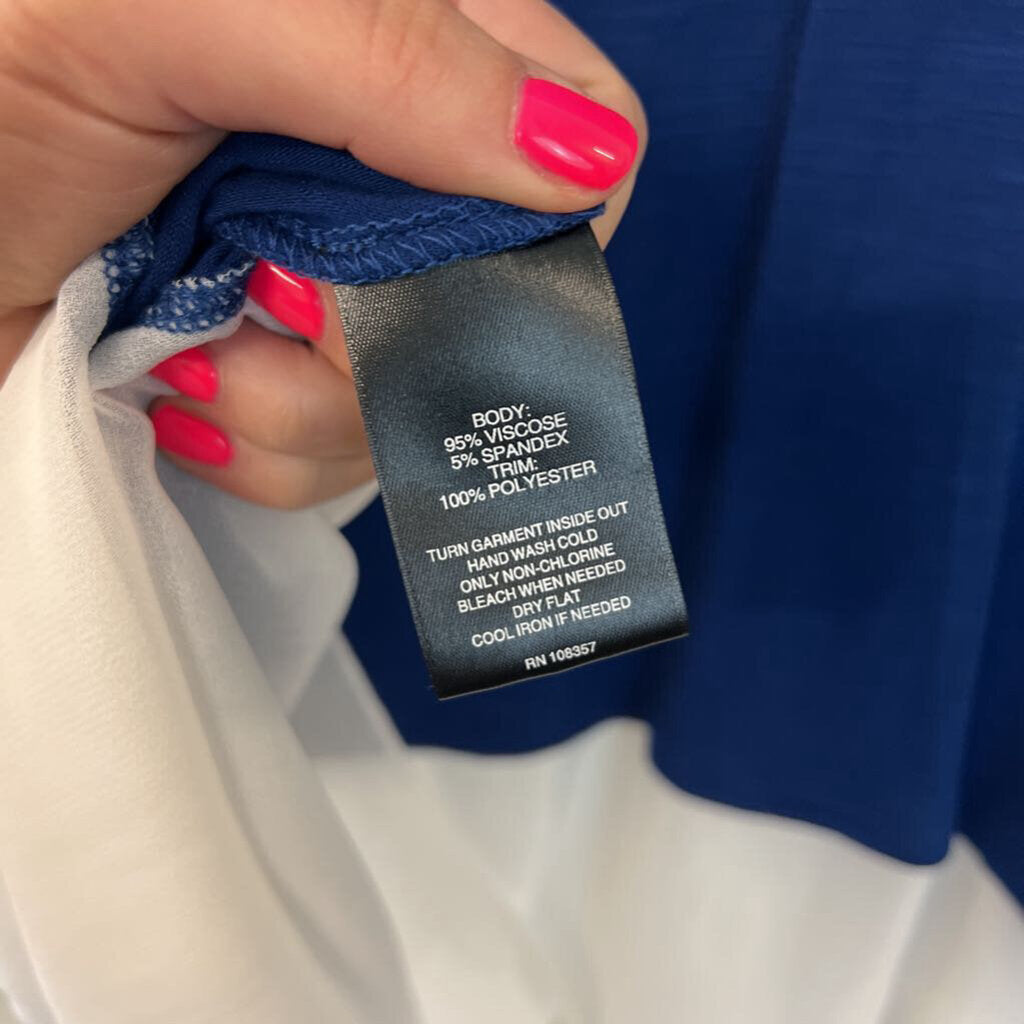 BODY:
95% VISCOSE
5% SPANDEX
TRIM:
100% POLYESTER
TURN GARMENT INSIDE OUT
HAND WASH COLD
ONLY NON-CHLORINE
BLEACH WHEN NEEDED
DRY FLAT
COOL IRON IF NEEDED
RN 108357